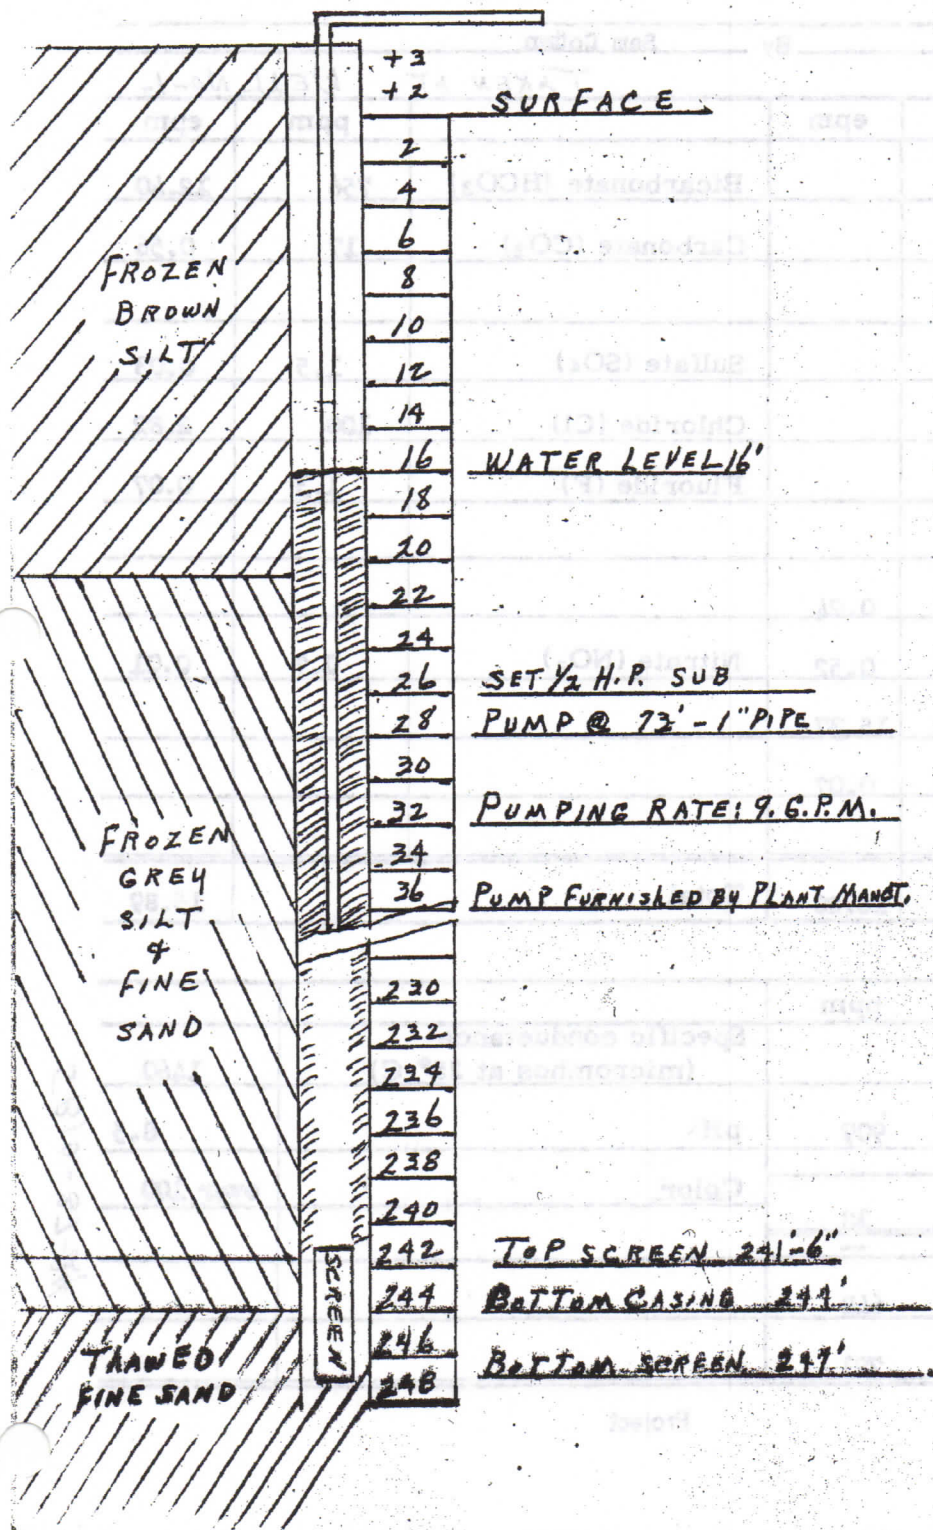 +3
+2
SURFACE
2
4
6
8
10
12
14
16 WATER LEVEL 16'
18
20
22
24
26 SET 1/2 H.P. SUB
28 PUMP @ 73' - 1" PIPE
30
32 PUMPING RATE: 9. G.P.M.
34
36 PUMP FURNISHED BY PLANT MANGT.
230
232
234
236
238
240
242 TOP SCREEN 241'-6"
244 BOTTOM CASING 244'
246
248 BOTTOM SCREEN 247'
FROZEN
BROWN
SILT
FROZEN
GREY
SILT
&
FINE
SAND
THAWED
FINE SAND
SCREEN